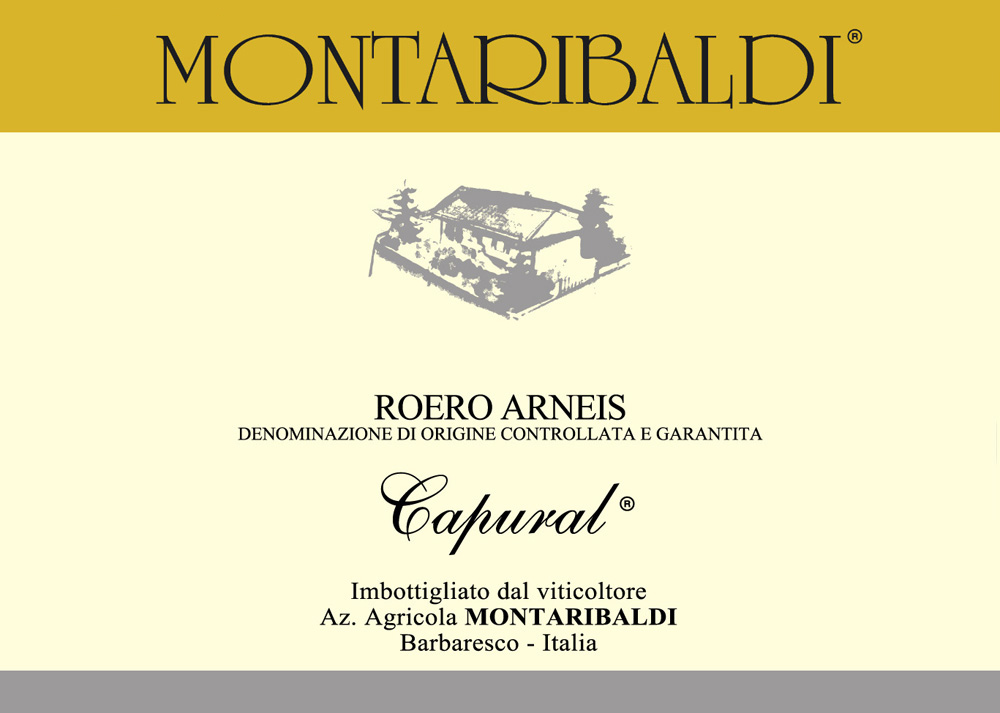 MONTARIBALDI®
ROERO ARNEIS
DENOMINAZIONE DI ORIGINE CONTROLLATA E GARANTITA
Capural®
Imbottigliato dal viticoltore
Az. Agricola MONTARIBALDI
Barbaresco - Italia